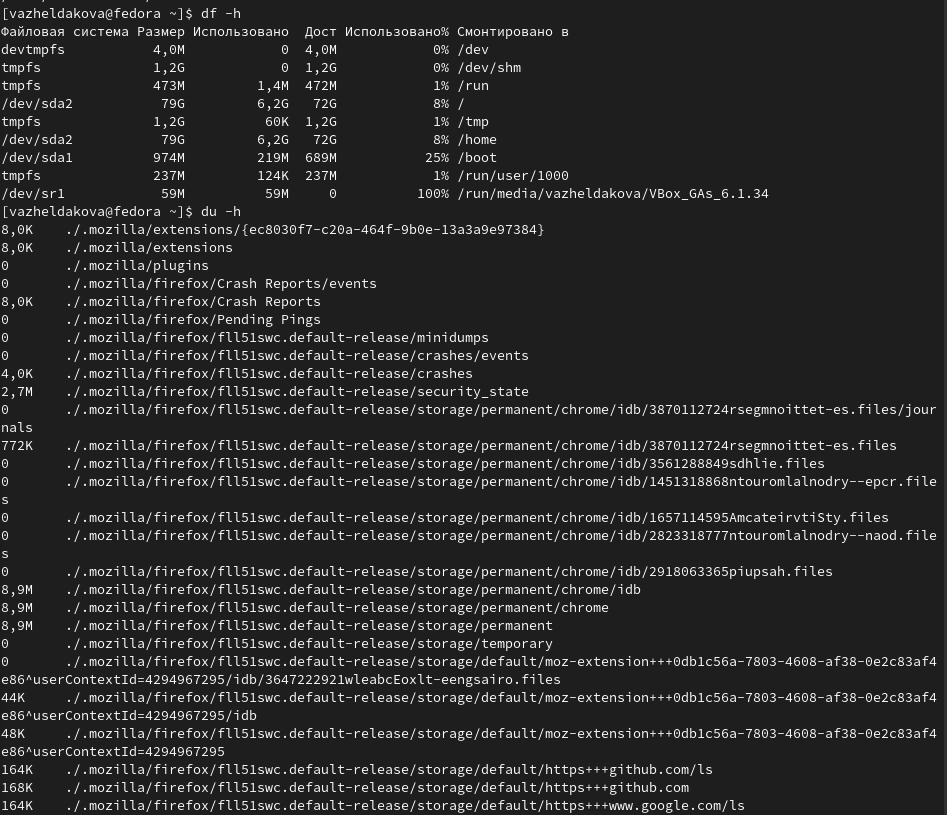 [vazheldakova@fedora ~]$ df -h
Файловая система Размер Использовано  Дост Использовано% Смонтировано в
devtmpfs           4,0M            0  4,0M            0% /dev
tmpfs              1,2G            0  1,2G            0% /dev/shm
tmpfs              473M         1,4M  472M            1% /run
/dev/sda2           79G         6,2G   72G            8% /
tmpfs              1,2G          60K  1,2G            1% /tmp
/dev/sda2           79G         6,2G   72G            8% /home
/dev/sda1          974M         219M  689M           25% /boot
tmpfs              237M         124K  237M            1% /run/user/1000
/dev/sr1            59M          59M     0          100% /run/media/vazheldakova/VBox_GAs_6.1.34
[vazheldakova@fedora ~]$ du -h
8,0K    ./.mozilla/extensions/{ec8030f7-c20a-464f-9b0e-13a3a9e97384}
8,0K    ./.mozilla/extensions
0       ./.mozilla/plugins
0       ./.mozilla/firefox/Crash Reports/events
8,0K    ./.mozilla/firefox/Crash Reports
0       ./.mozilla/firefox/Pending Pings
0       ./.mozilla/firefox/fll51swc.default-release/minidumps
0       ./.mozilla/firefox/fll51swc.default-release/crashes/events
4,0K    ./.mozilla/firefox/fll51swc.default-release/crashes
2,7M    ./.mozilla/firefox/fll51swc.default-release/security_state
0       ./.mozilla/firefox/fll51swc.default-release/storage/permanent/chrome/idb/3870112724rsegmnoittet-es.files/jour
nals
772K    ./.mozilla/firefox/fll51swc.default-release/storage/permanent/chrome/idb/3870112724rsegmnoittet-es.files
0       ./.mozilla/firefox/fll51swc.default-release/storage/permanent/chrome/idb/3561288849sdhlie.files
0       ./.mozilla/firefox/fll51swc.default-release/storage/permanent/chrome/idb/1451318868ntouromlalnodry--epcr.file
s
0       ./.mozilla/firefox/fll51swc.default-release/storage/permanent/chrome/idb/1657114595AmcateirvtiSty.files
0       ./.mozilla/firefox/fll51swc.default-release/storage/permanent/chrome/idb/2823318777ntouromlalnodry--naod.file
s
0       ./.mozilla/firefox/fll51swc.default-release/storage/permanent/chrome/idb/2918063365piupsah.files
8,9M    ./.mozilla/firefox/fll51swc.default-release/storage/permanent/chrome/idb
8,9M    ./.mozilla/firefox/fll51swc.default-release/storage/permanent/chrome
8,9M    ./.mozilla/firefox/fll51swc.default-release/storage/permanent
0       ./.mozilla/firefox/fll51swc.default-release/storage/temporary
0       ./.mozilla/firefox/fll51swc.default-release/storage/default/moz-extension+++0db1c56a-7803-4608-af38-0e2c83af4
e86^userContextId=4294967295/idb/3647222921wleabcEoxlt-eengsairo.files
44K     ./.mozilla/firefox/fll51swc.default-release/storage/default/moz-extension+++0db1c56a-7803-4608-af38-0e2c83af4
e86^userContextId=4294967295/idb
48K     ./.mozilla/firefox/fll51swc.default-release/storage/default/moz-extension+++0db1c56a-7803-4608-af38-0e2c83af4
e86^userContextId=4294967295
164K    ./.mozilla/firefox/fll51swc.default-release/storage/default/https+++github.com/ls
168K    ./.mozilla/firefox/fll51swc.default-release/storage/default/https+++github.com
164K    ./.mozilla/firefox/fll51swc.default-release/storage/default/https+++www.google.com/ls